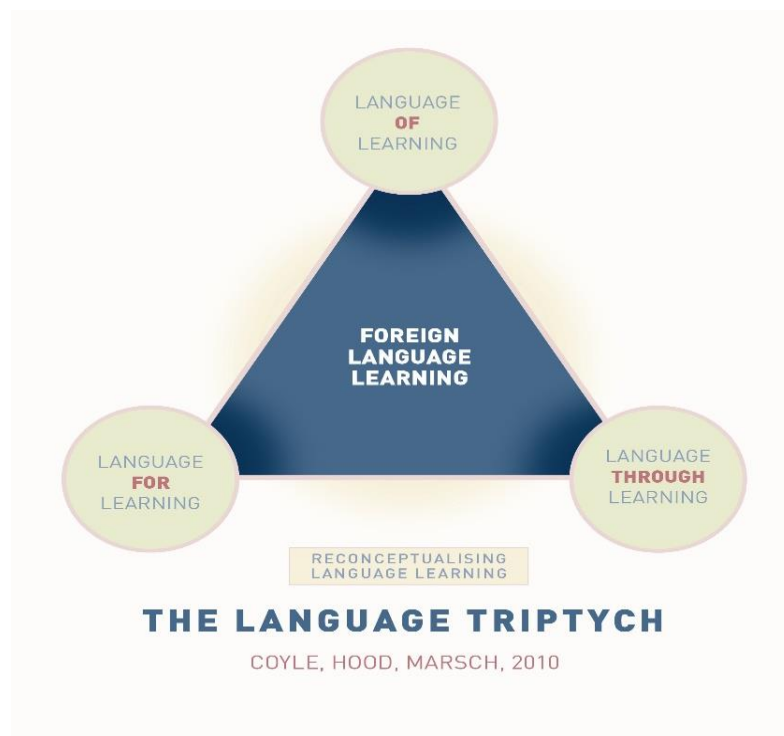 LANGUAGE
OF
LEARNING
FOREIGN
LANGUAGE
LEARNING
LANGUAGE
FOR
LEARNING
LANGUAGE
THROUGH
LEARNING
RECONCEPTUALISING
LANGUAGE LEARNING
THE LANGUAGE TRIPTYCH
COYLE, HOOD, MARSCH, 2010